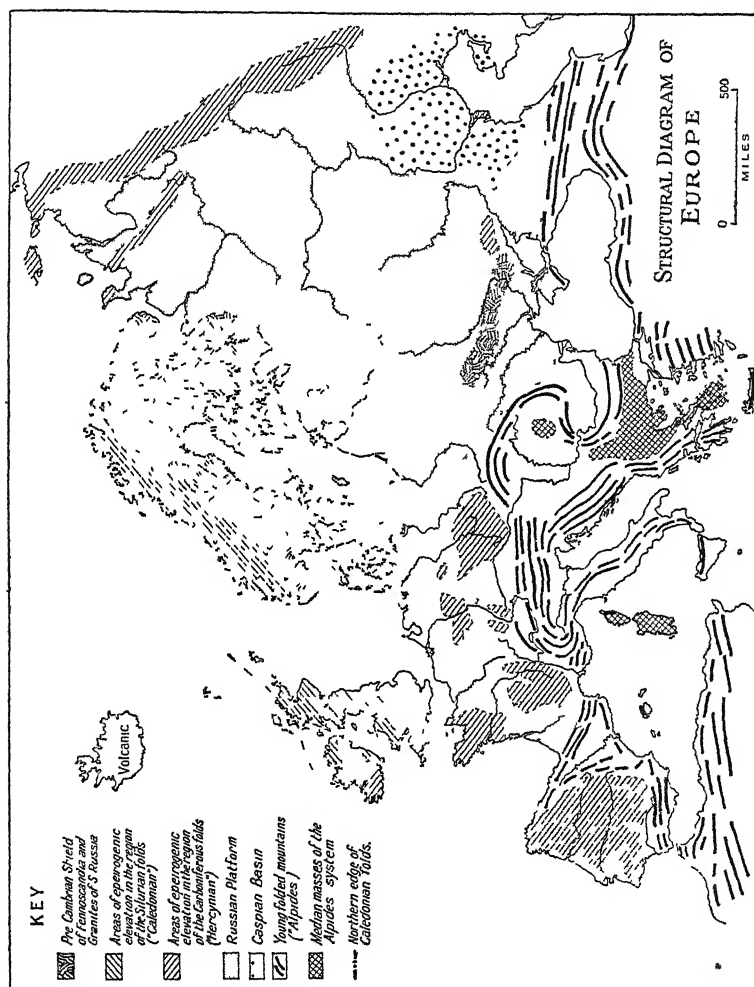 KEY
Pre Cambrian Shield
of Fennoscandia and
Granites of S Russia
Areas of epeirogenic
elevation in the region
of the Silurian folds
("Caledonian")
Areas of epeirogenic
elevation in the region
of the Carboniferous folds
("Hercynian")
Russian Platform
Caspian Basin
Young folded mountains
("Alpides")
Median masses of the
Alpides system
Northern edge of
Caledonian folds.
Volcanic
STRUCTURAL DIAGRAM OF
EUROPE
0 500
MILES